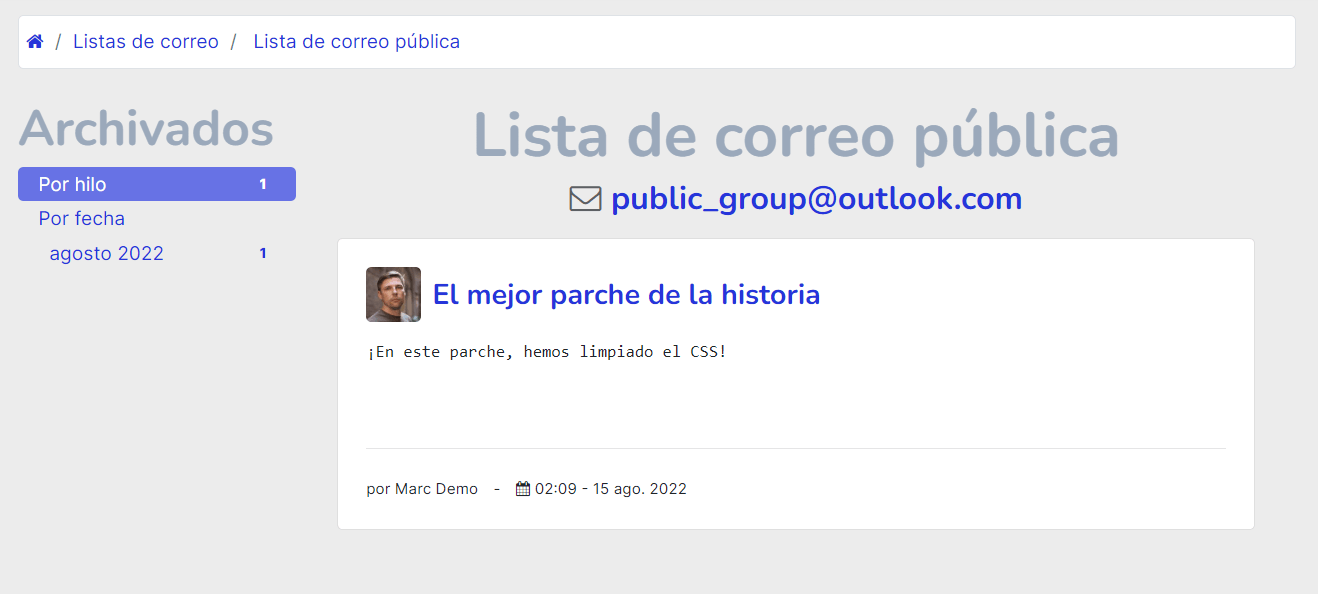 / Listas de correo / Lista de correo pública
Archivados
Por hilo 1
Por fecha
agosto 2022 1
Lista de correo pública
public_group@outlook.com
El mejor parche de la historia
¡En este parche, hemos limpiado el CSS!
por Marc Demo - 02:09 - 15 ago. 2022